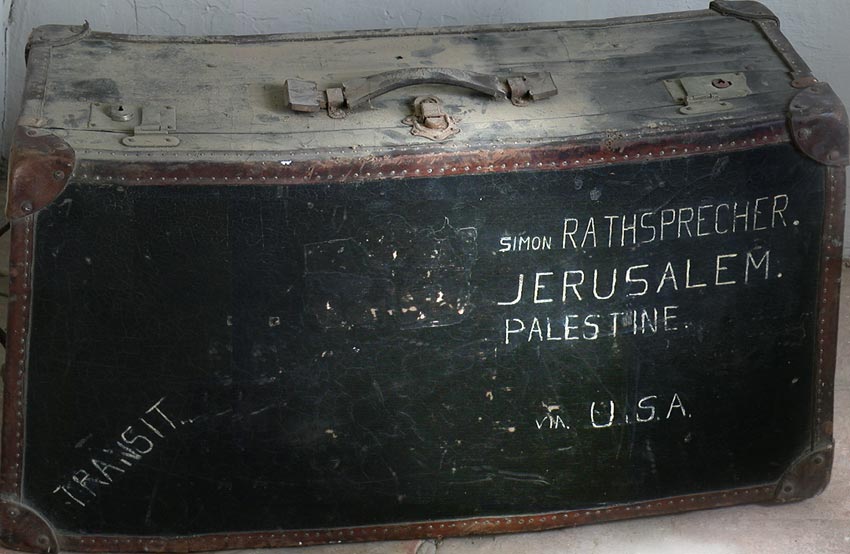 SIMON RATHSPRECHER.
JERUSALEM.
PALESTINE.
VIA. U.S.A.
TRANSIT...